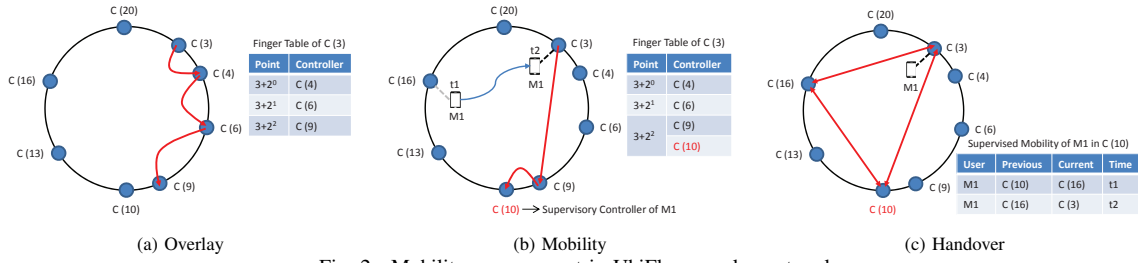 C (20)
C (3)
C (4)
C (6)
C (9)
C (10)
C (13)
C (16)
Finger Table of C (3)
Point Controller
3+2⁰ C (4)
3+2¹ C (6)
3+2² C (9)
(a) Overlay
C (20)
C (3)
C (4)
C (6)
C (9)
C (10) → Supervisory Controller of M1
C (13)
C (16)
t1
M1
t2
M1
Finger Table of C (3)
Point Controller
3+2⁰ C (4)
3+2¹ C (6)
3+2² C (9)
C (10)
(b) Mobility
C (20)
C (3)
C (4)
C (6)
C (9)
C (10)
C (13)
C (16)
M1
Supervised Mobility of M1 in C (10)
User Previous Current Time
M1 C (10) C (16) t1
M1 C (16) C (3) t2
(c) Handover